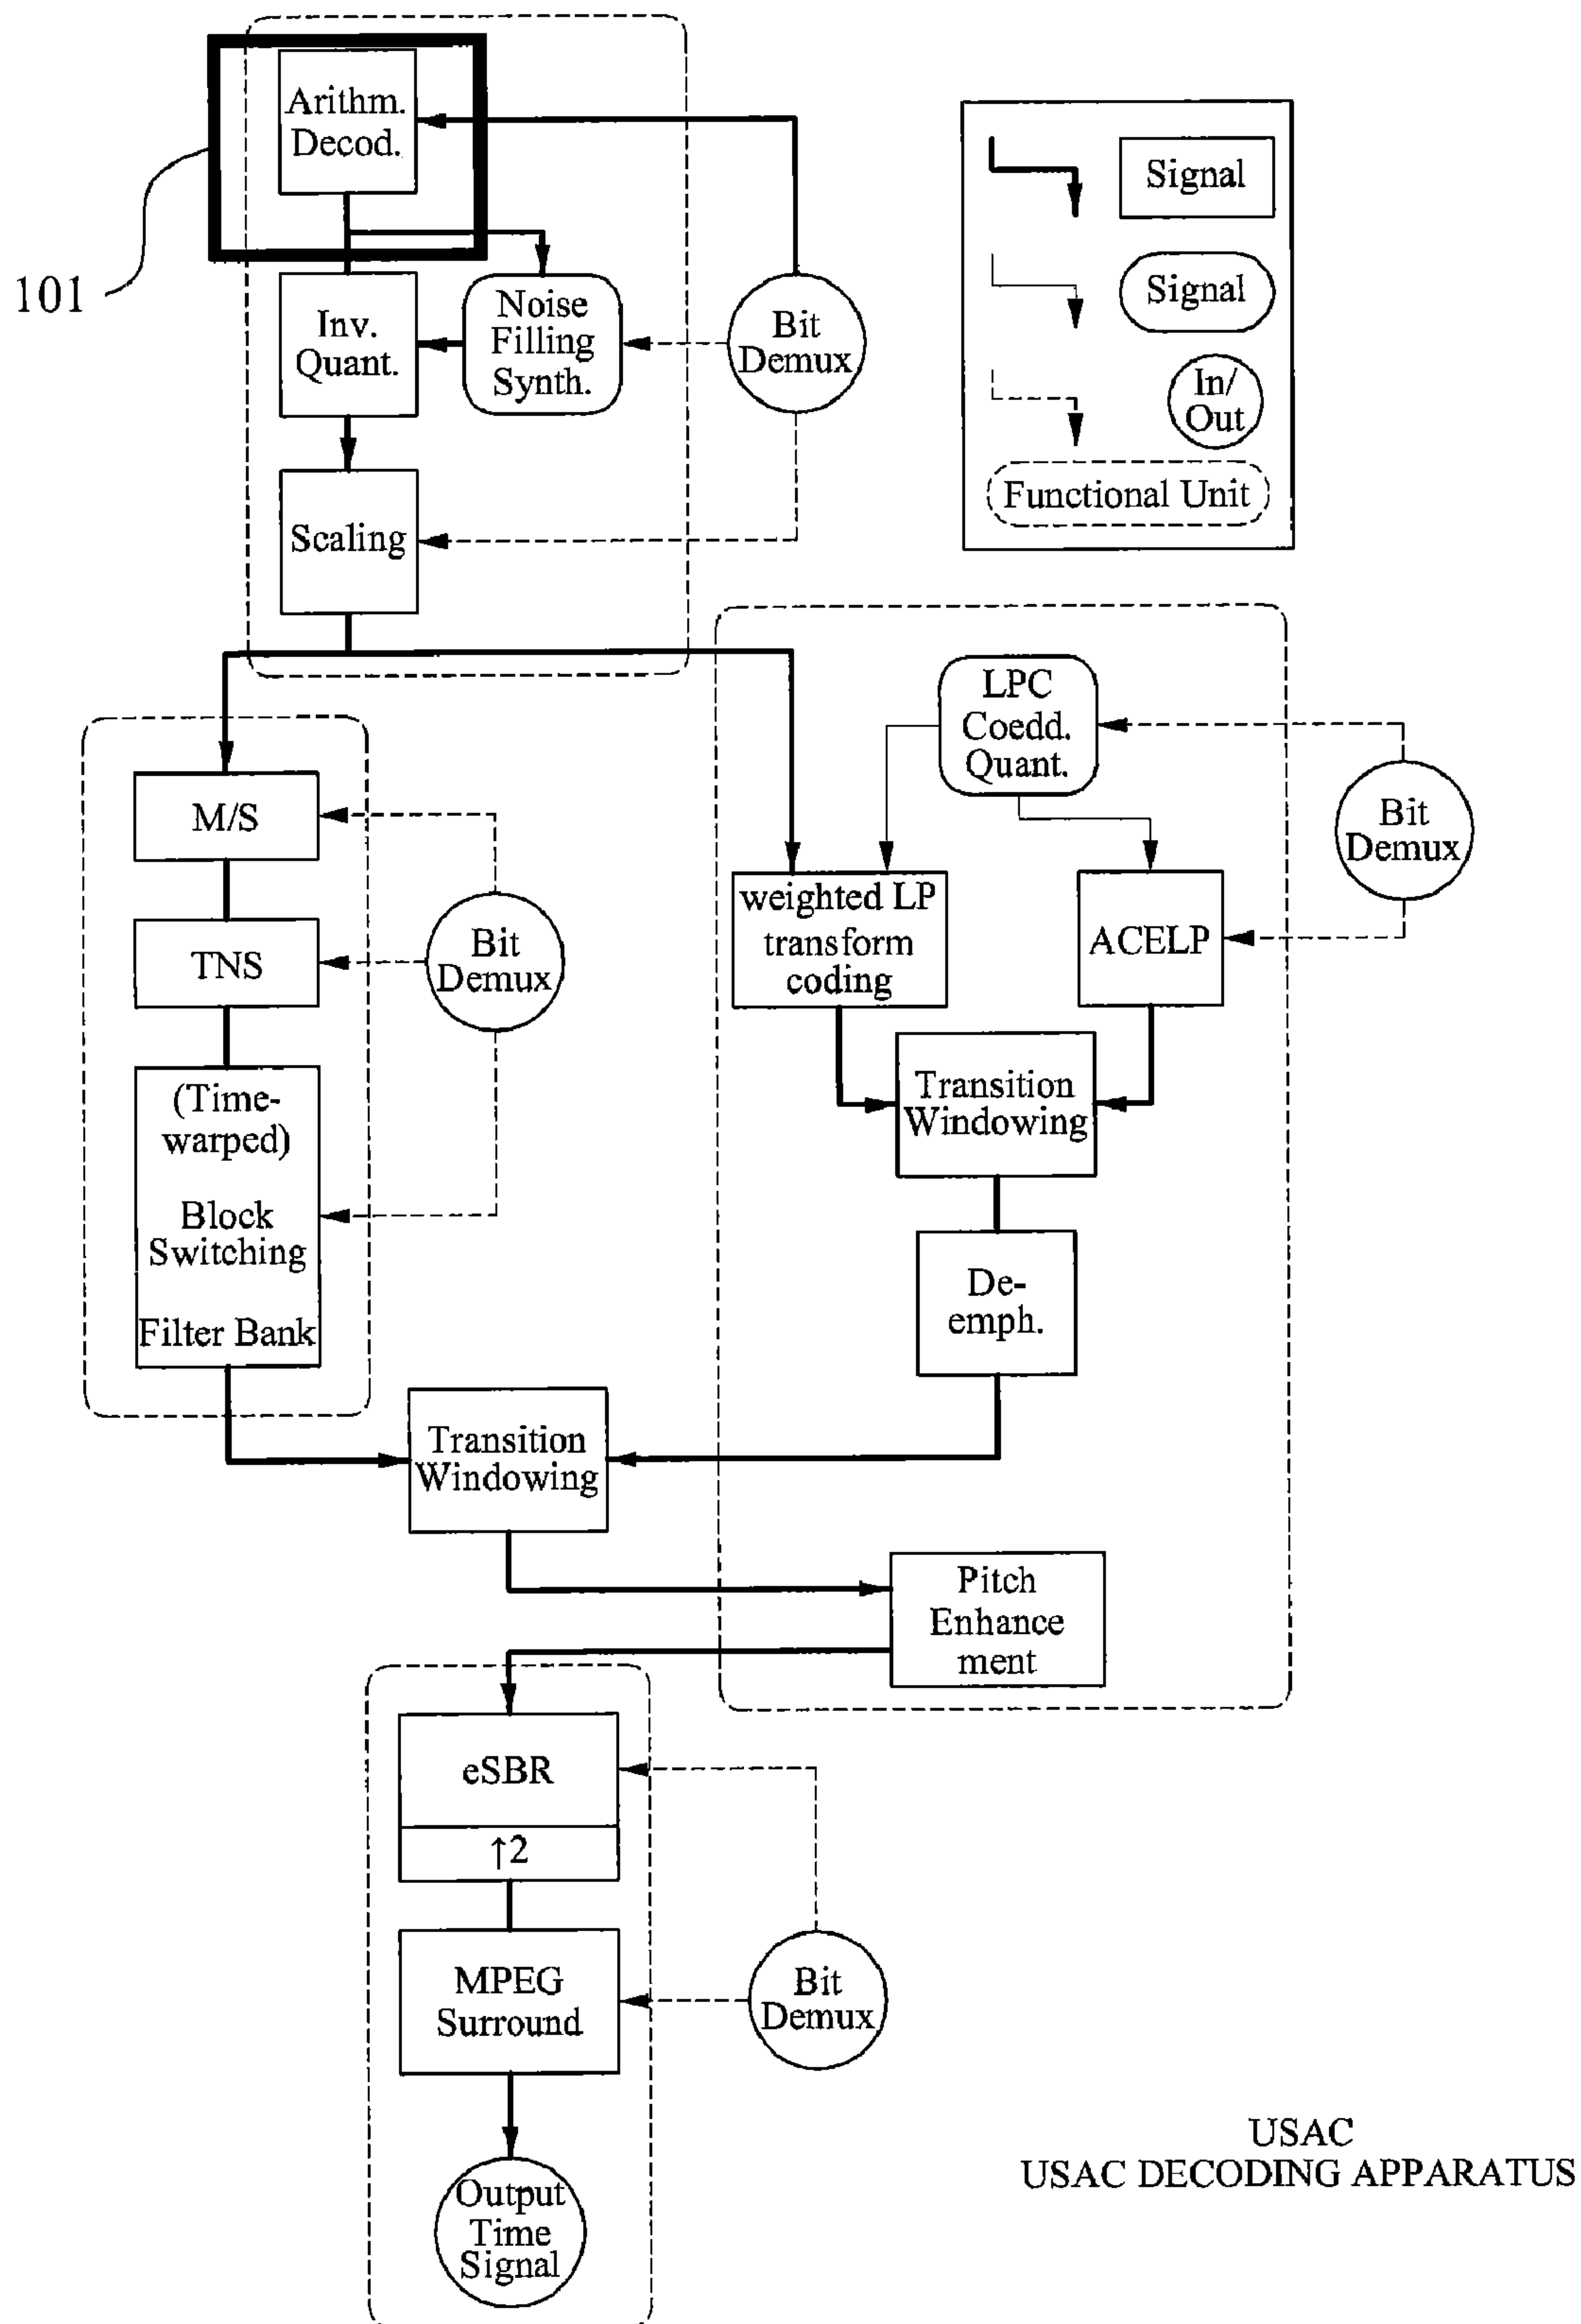 Arithm.
Decod.
101
Inv.
Quant.
Noise
Filling
Synth.
Bit
Demux
Scaling
Signal
Signal
In/
Out
Functional Unit
M/S
TNS
(Time-
warped)
Block
Switching
Filter Bank
Bit
Demux
LPC
Coedd.
Quant.
Bit
Demux
weighted LP
transform
coding
ACELP
Transition
Windowing
De-
emph.
Transition
Windowing
Pitch
Enhance
ment
eSBR
↑2
MPEG
Surround
Bit
Demux
Output
Time
Signal
USAC
USAC DECODING APPARATUS